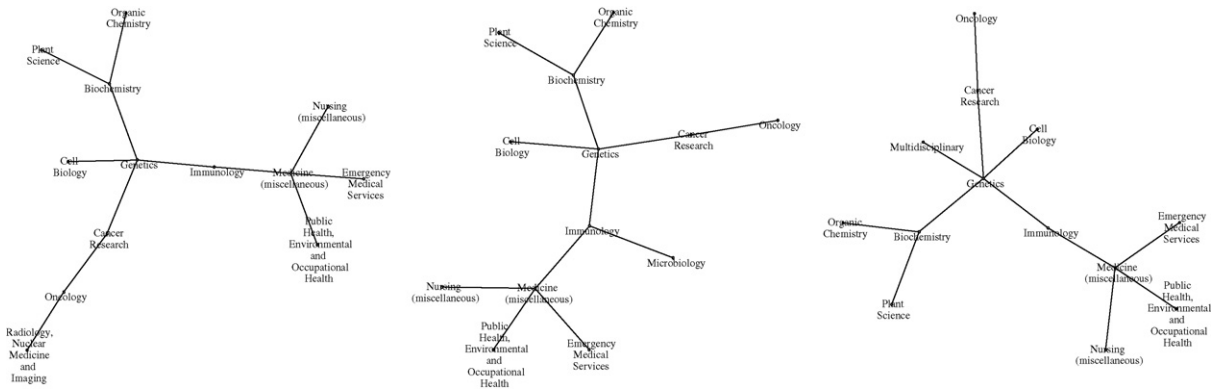 Organic
Chemistry
Plant
Science
Biochemistry
Nursing
(miscellaneous)
Cell
Biology
Genetics
Immunology
Medicine
(miscellaneous)
Emergency
Medical
Services
Public
Health,
Environmental
and
Occupational
Health
Cancer
Research
Oncology
Radiology,
Nuclear
Medicine
and
Imaging
Organic
Chemistry
Plant
Science
Biochemistry
Oncology
Cancer
Research
Cell
Biology
Genetics
Immunology
Microbiology
Nursing
(miscellaneous)
Medicine
(miscellaneous)
Public
Health,
Environmental
and
Occupational
Health
Emergency
Medical
Services
Oncology
Cancer
Research
Cell
Biology
Multidisciplinary
Genetics
Organic
Chemistry
Biochemistry
Immunology
Emergency
Medical
Services
Medicine
(miscellaneous)
Public
Health,
Environmental
and
Occupational
Health
Plant
Science
Nursing
(miscellaneous)